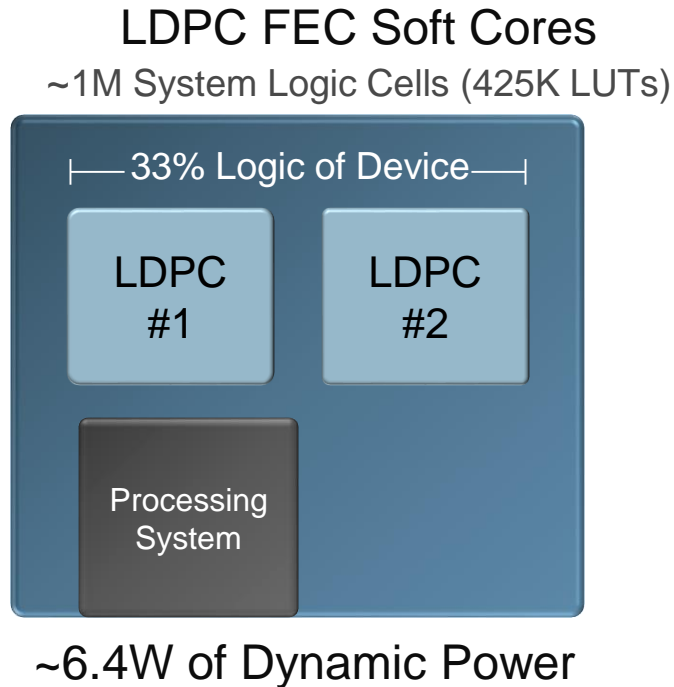 LDPC FEC Soft Cores
~1M System Logic Cells (425K LUTs)
33% Logic of Device
LDPC
#1
LDPC
#2
Processing
System
~6.4W of Dynamic Power